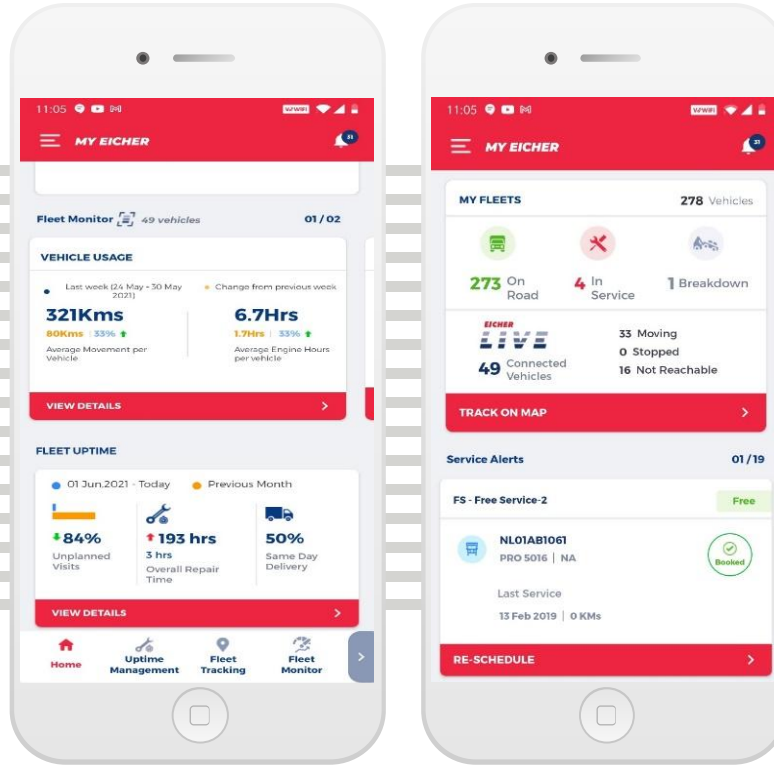 11:05
VoWiFi
MY EICHER
31
Fleet Monitor 49 vehicles 01 / 02
VEHICLE USAGE
Last week (24 May - 30 May 2021)
Change from previous week
321Kms
80Kms | 33%
Average Movement per Vehicle
6.7Hrs
1.7Hrs | 33%
Average Engine Hours per vehicle
VIEW DETAILS
FLEET UPTIME
01 Jun.2021 - Today
Previous Month
84%
Unplanned Visits
193 hrs
3 hrs
Overall Repair Time
50%
Same Day Delivery
VIEW DETAILS
Home
Uptime Management
Fleet Tracking
Fleet Monitor
11:05
VoWiFi
MY EICHER
31
MY FLEETS
278 Vehicles
273 On Road
4 In Service
1 Breakdown
EICHER
LIVE
49 Connected Vehicles
33 Moving
0 Stopped
16 Not Reachable
TRACK ON MAP
Service Alerts 01 / 19
FS - Free Service-2
Free
NL01AB1061
PRO 5016 | NA
Booked
Last Service
13 Feb 2019 | 0 KMs
RE-SCHEDULE